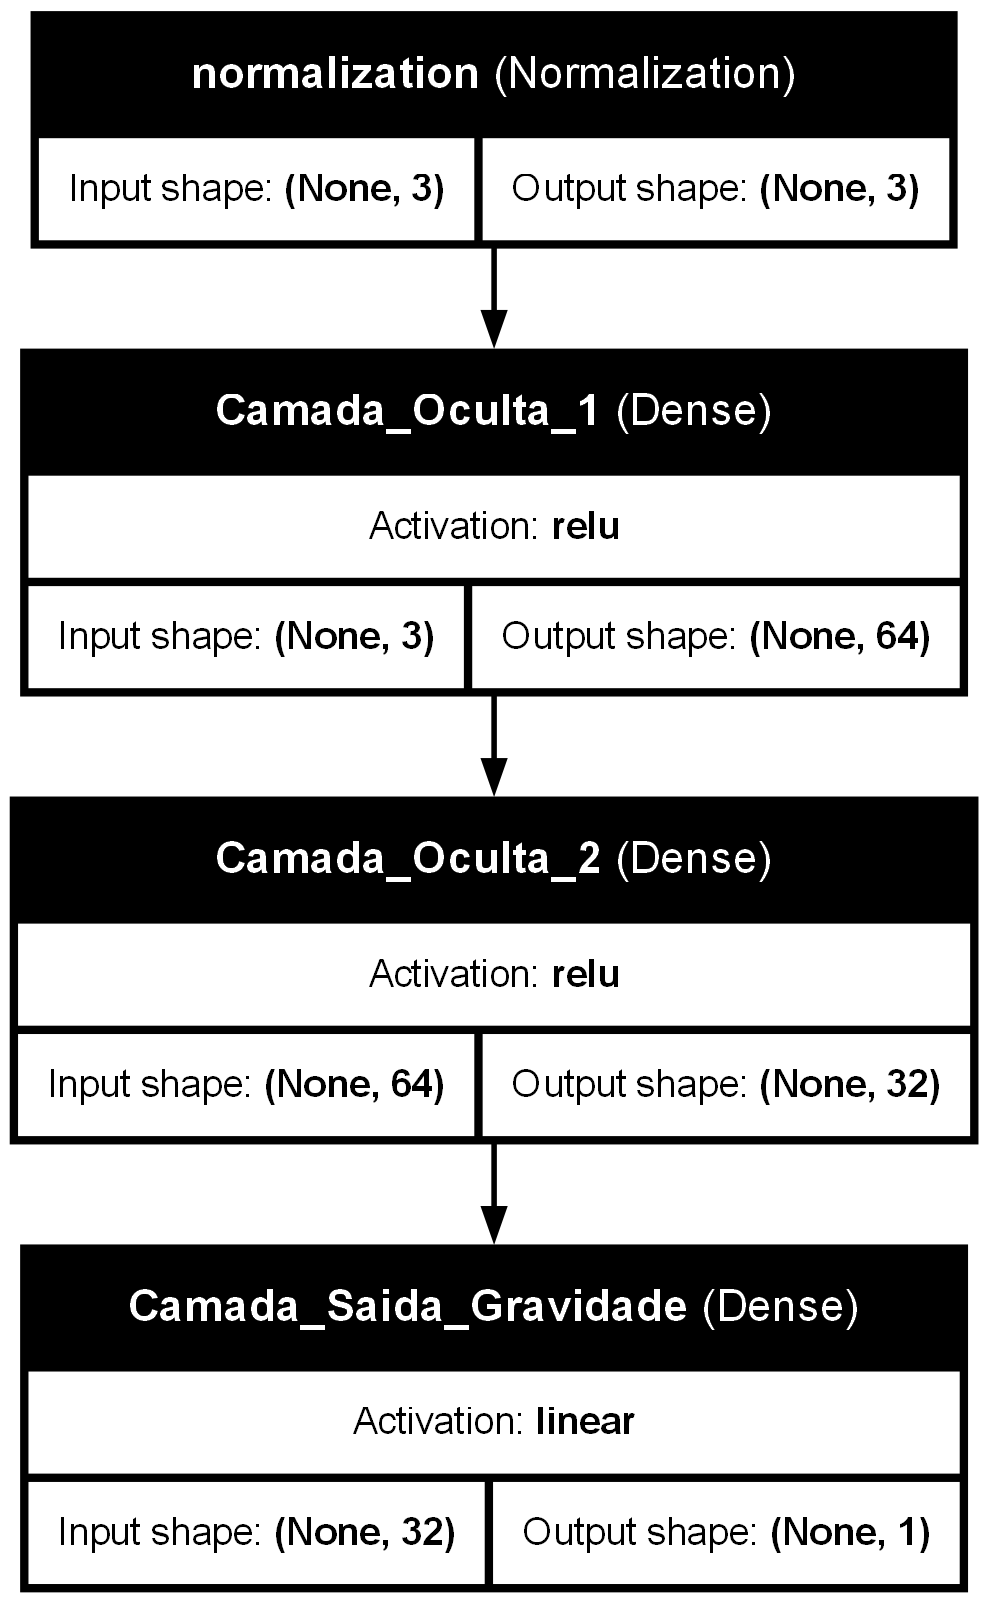 normalization (Normalization)
Input shape: (None, 3) Output shape: (None, 3)
Camada_Oculta_1 (Dense)
Activation: relu
Input shape: (None, 3) Output shape: (None, 64)
Camada_Oculta_2 (Dense)
Activation: relu
Input shape: (None, 64) Output shape: (None, 32)
Camada_Saida_Gravidade (Dense)
Activation: linear
Input shape: (None, 32) Output shape: (None, 1)